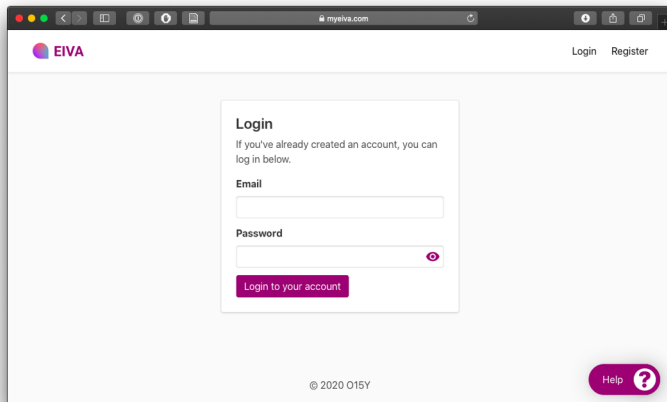 myeiva.com
EIVA
Login Register
Login
If you've already created an account, you can
log in below.
Email
Password
Login to your account
Help ?
© 2020 O15Y